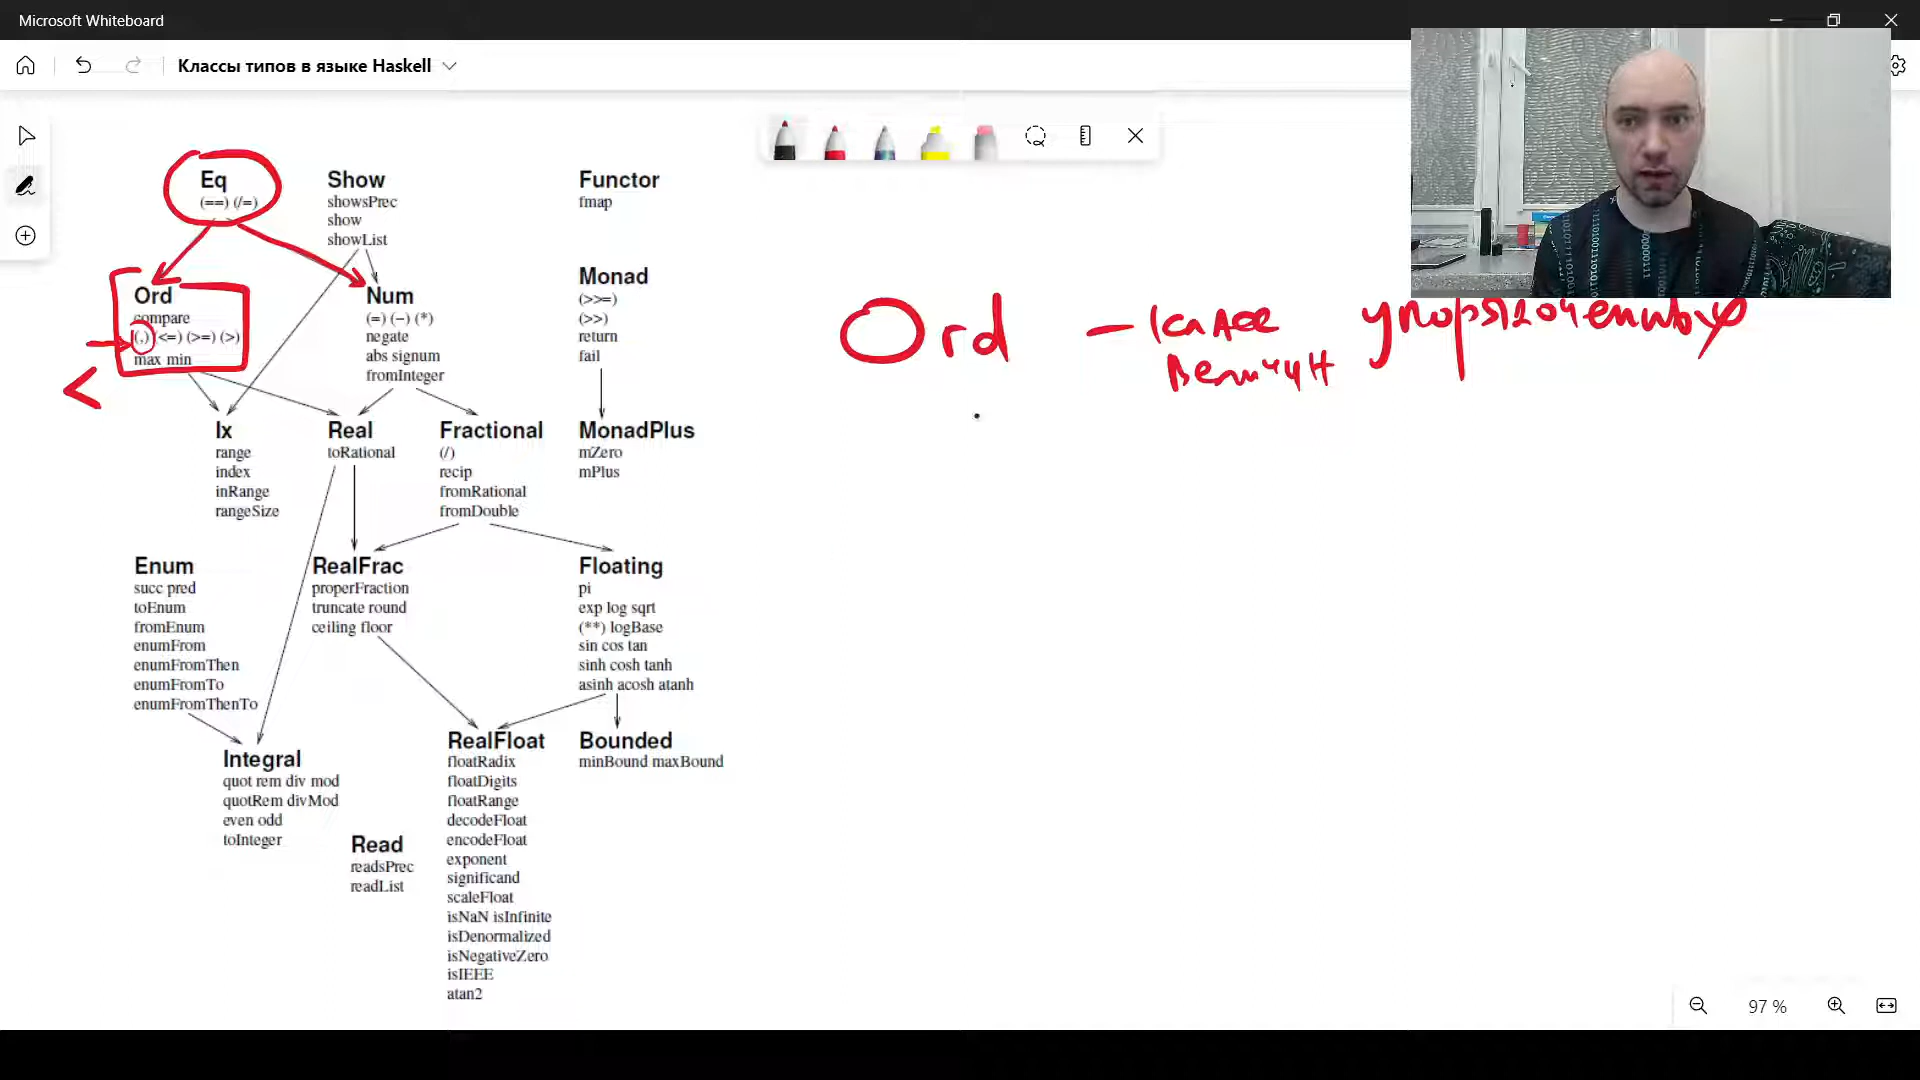 Microsoft Whiteboard
Классы типов в языке Haskell
Eq
(==) (/=)
Show
showsPrec
show
showList
Functor
fmap
Ord
compare
(,) (<=) (>=) (>)
max min
<
Num
(=) (−) (*)
negate
abs signum
fromInteger
Monad
(>>=)
(>>)
return
fail
Ord — класс упорядоченных
величин
Ix
range
index
inRange
rangeSize
Real
toRational
Fractional
(/)
recip
fromRational
fromDouble
MonadPlus
mZero
mPlus
Enum
succ pred
toEnum
fromEnum
enumFrom
enumFromThen
enumFromTo
enumFromThenTo
RealFrac
properFraction
truncate round
ceiling floor
Floating
pi
exp log sqrt
(**) logBase
sin cos tan
sinh cosh tanh
asinh acosh atanh
Integral
quot rem div mod
quotRem divMod
even odd
toInteger
Read
readsPrec
readList
RealFloat
floatRadix
floatDigits
floatRange
decodeFloat
encodeFloat
exponent
significand
scaleFloat
isNaN isInfinite
isDenormalized
isNegativeZero
isIEEE
atan2
Bounded
minBound maxBound
97 %